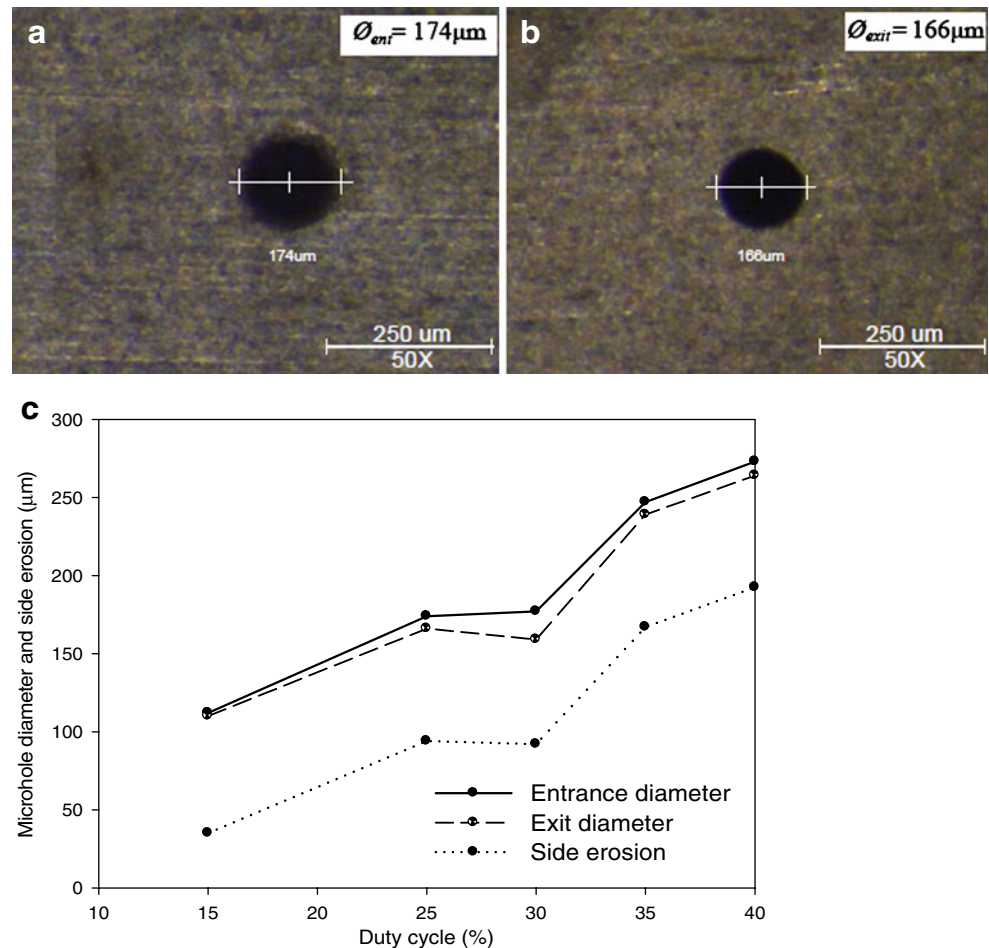 a
Øent= 174μm
174um
250 um
50X
b
Øexit= 166μm
166um
250 um
50X
c
Microhole diameter and side erosion (μm)
300
250
200
150
100
50
0
Entrance diameter
Exit diameter
Side erosion
10 15 20 25 30 35 40
Duty cycle (%)